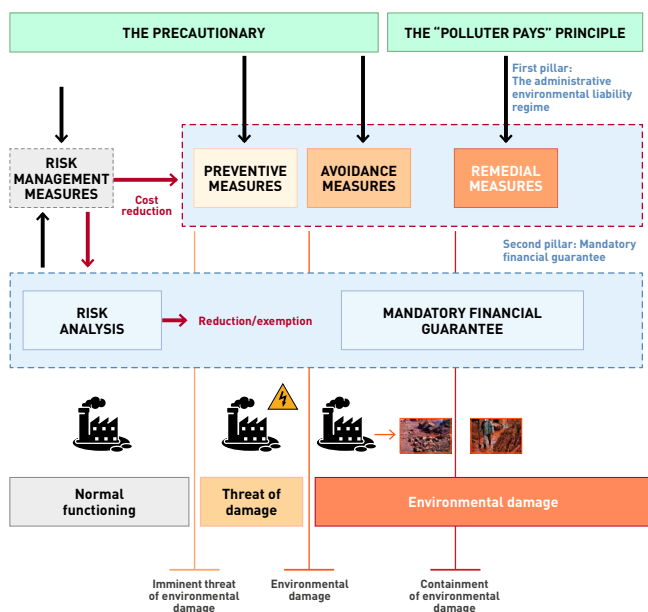 THE PRECAUTIONARY
THE “POLLUTER PAYS” PRINCIPLE
First pillar:
The administrative
environmental liability
regime
RISK
MANAGEMENT
MEASURES
Cost
reduction
PREVENTIVE
MEASURES
AVOIDANCE
MEASURES
REMEDIAL
MEASURES
Second pillar: Mandatory
financial guarantee
RISK
ANALYSIS
Reduction/exemption
MANDATORY FINANCIAL
GUARANTEE
Normal
functioning
Threat of
damage
Environmental damage
Imminent threat
of environmental
damage
Environmental
damage
Containment
of environmental
damage